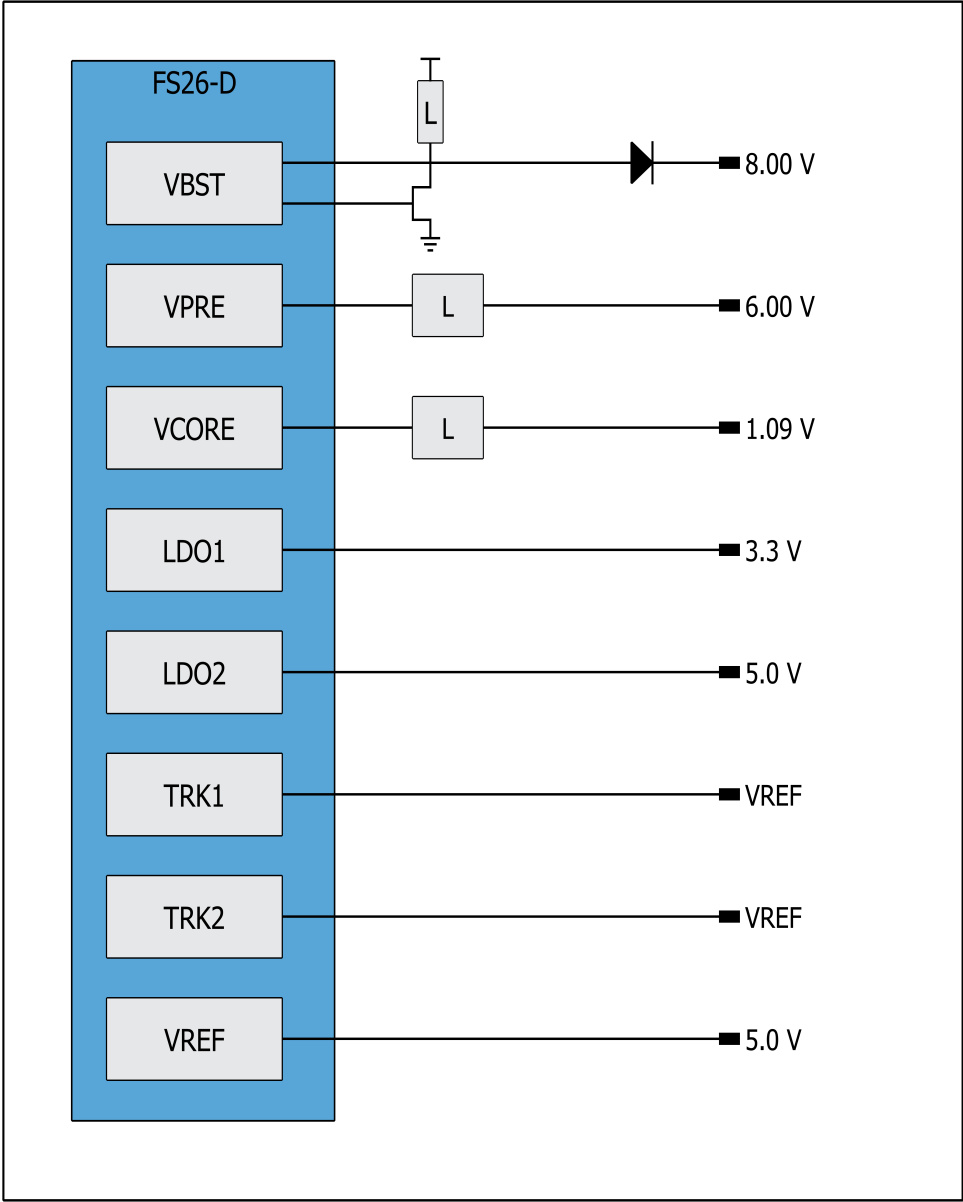 FS26-D
L
VBST
8.00 V
VPRE
L
6.00 V
VCORE
L
1.09 V
LDO1
3.3 V
LDO2
5.0 V
TRK1
VREF
TRK2
VREF
VREF
5.0 V